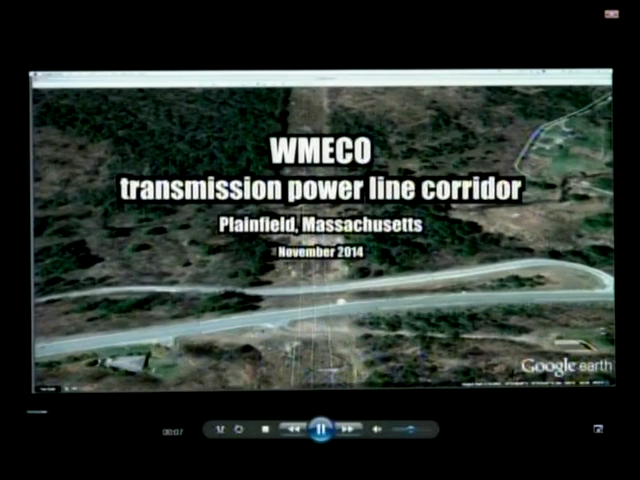 WMECO
transmission power line corridor
Plainfield, Massachusetts
November 2014
Google earth
00:07